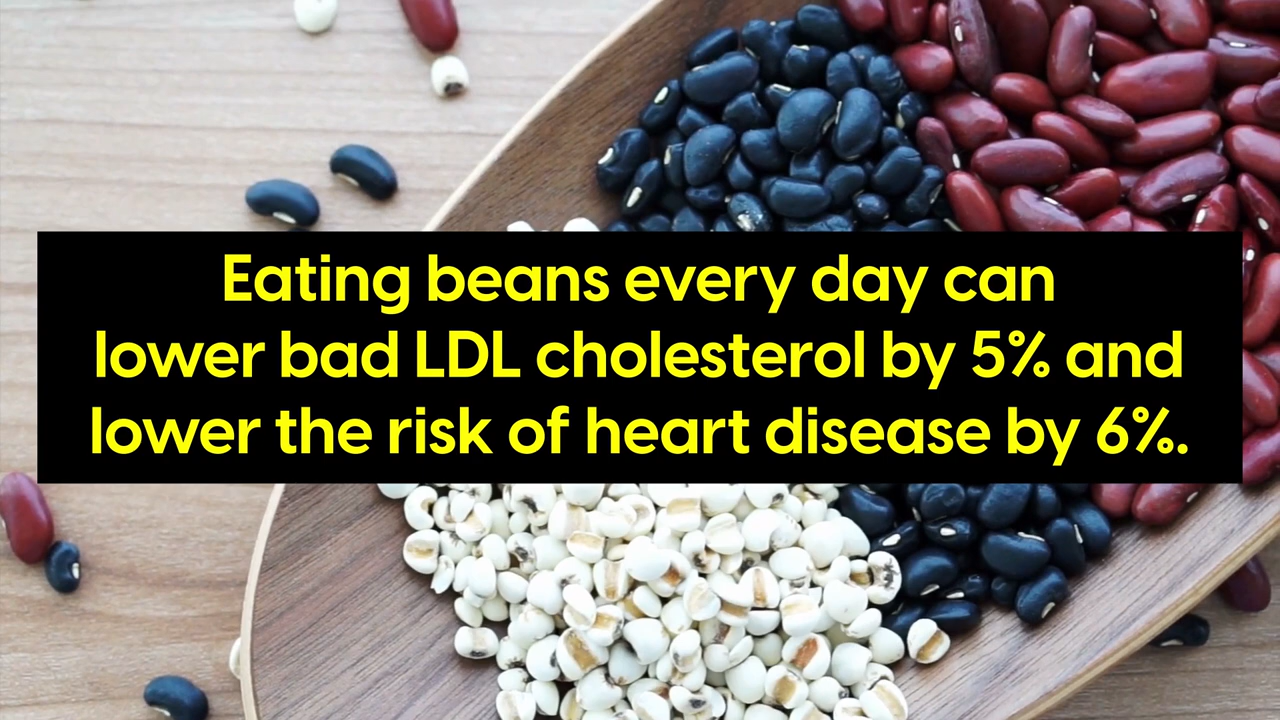 Eating beans every day can
lower bad LDL cholesterol by 5% and
lower the risk of heart disease by 6%.